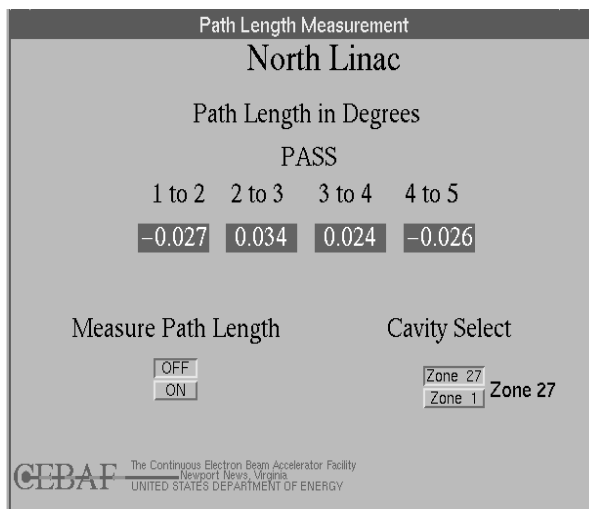 Path Length Measurement
North Linac
Path Length in Degrees
PASS
1 to 2 2 to 3 3 to 4 4 to 5
−0.027 0.034 0.024 −0.026
Measure Path Length
OFF
ON
Cavity Select
Zone 27
Zone 1
Zone 27
CEBAF
The Continuous Electron Beam Accelerator Facility
Newport News, Virginia
UNITED STATES DEPARTMENT OF ENERGY